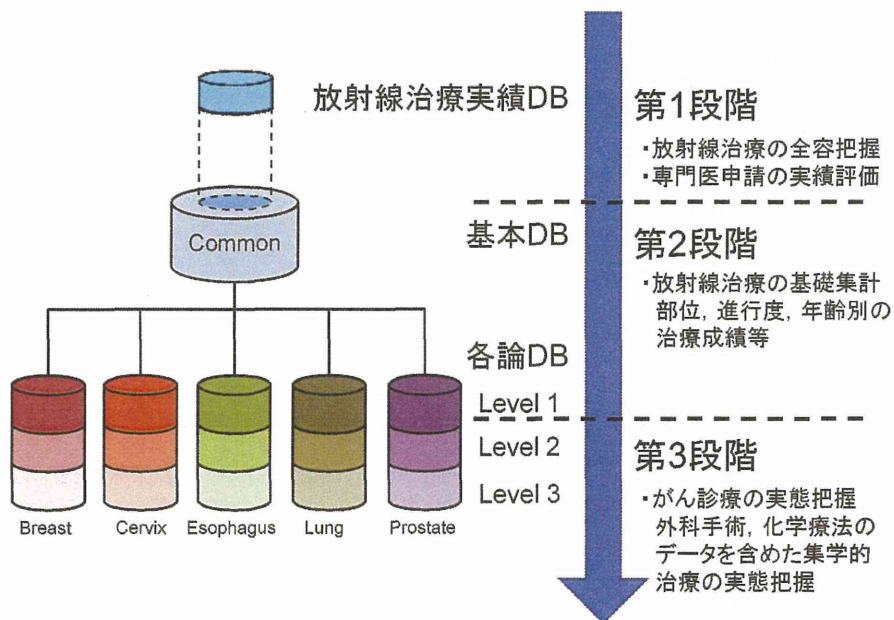 放射線治療実績DB
Common
基本DB
各論DB
Level 1
Level 2
Level 3
Breast
Cervix
Esophagus
Lung
Prostate
第1段階
・放射線治療の全容把握
・専門医申請の実績評価
第2段階
・放射線治療の基礎集計
部位, 進行度, 年齢別の
治療成績等
第3段階
・がん診療の実態把握
外科手術, 化学療法の
データを含めた集学的
治療の実態把握